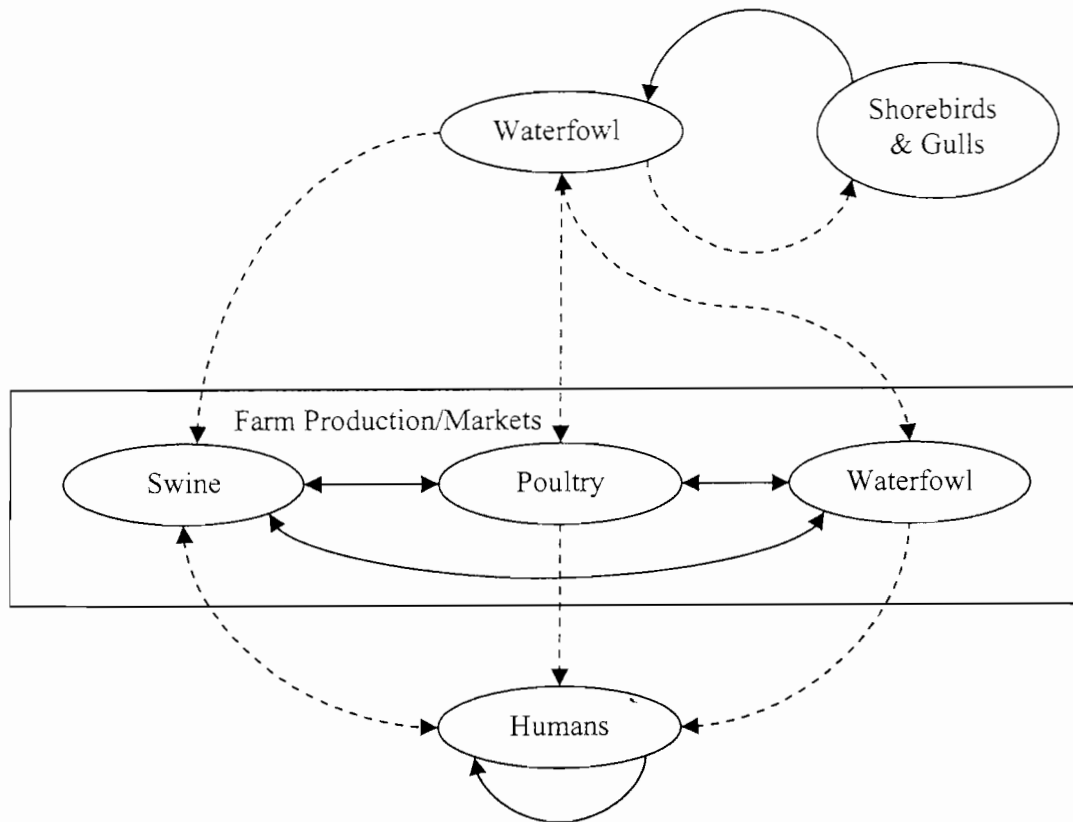 Waterfowl
Shorebirds
& Gulls
Farm Production/Markets
Swine
Poultry
Waterfowl
Humans